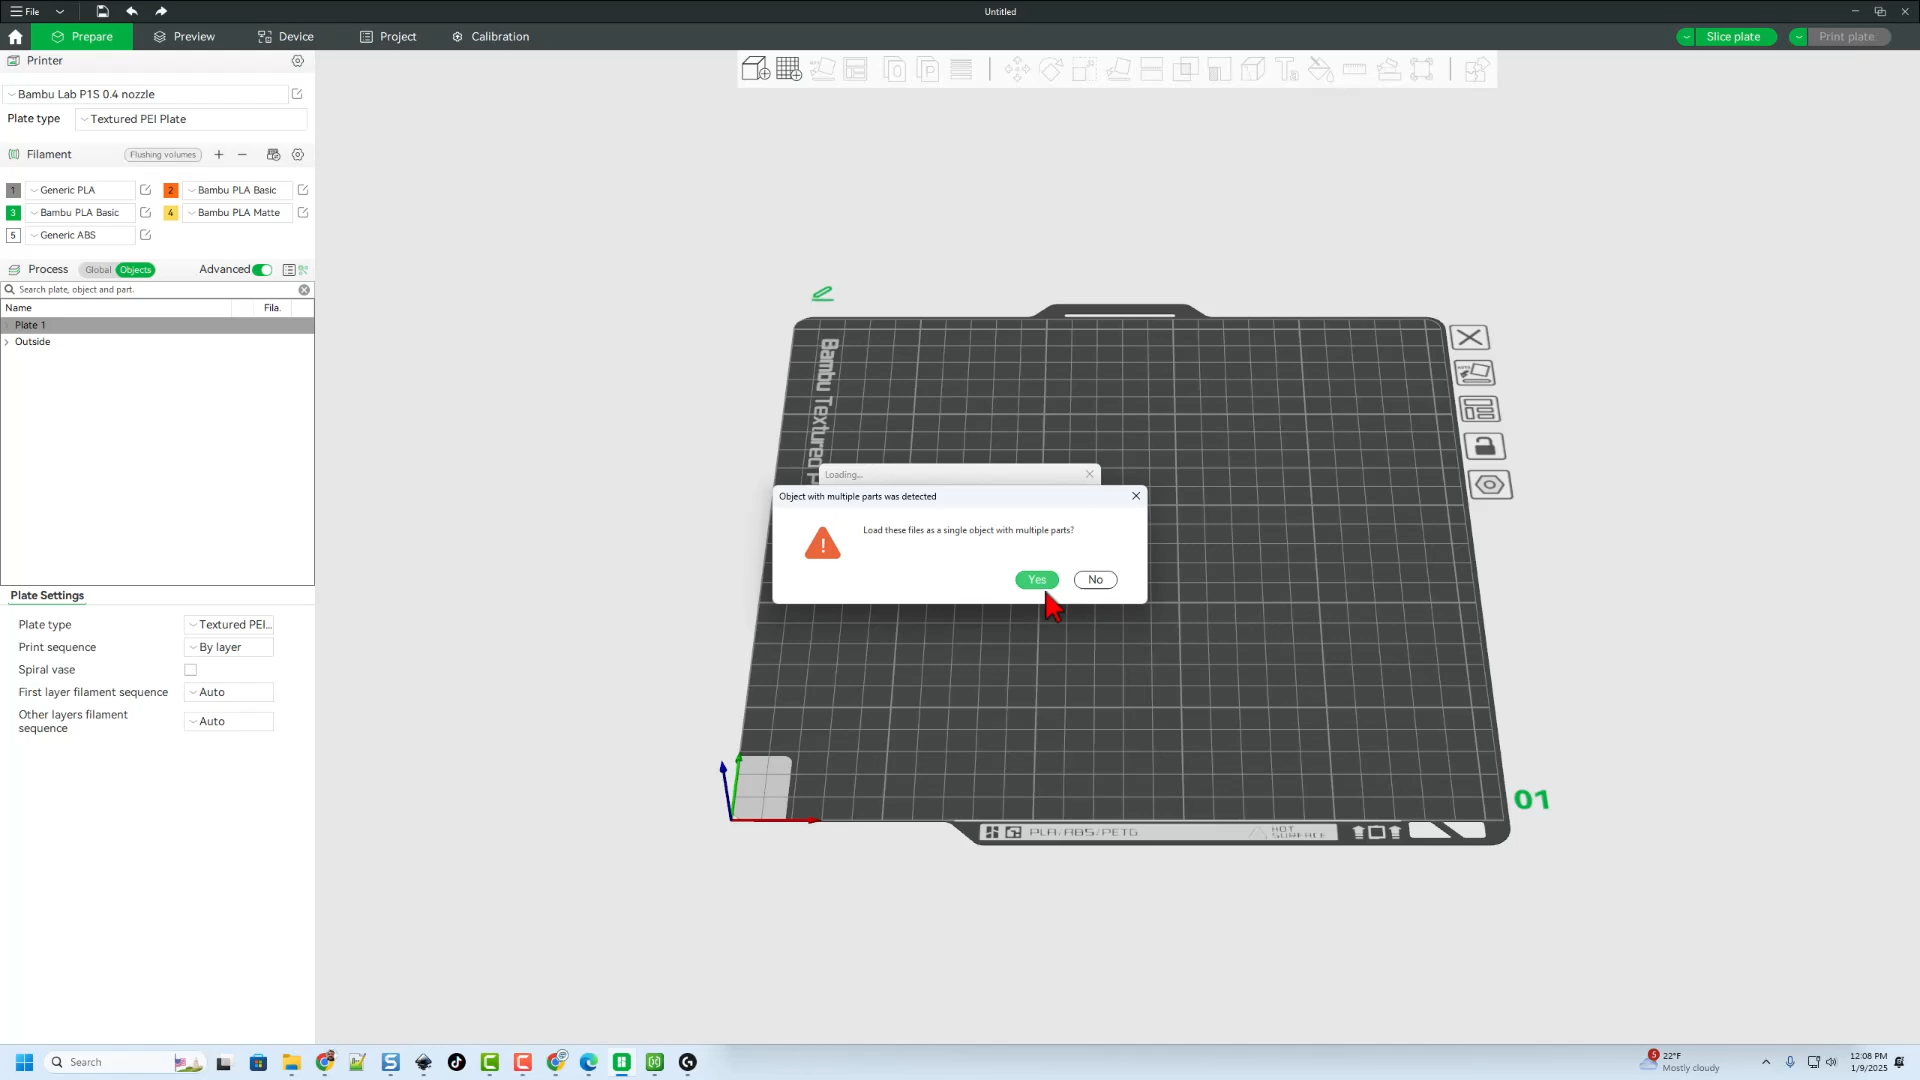 File
Untitled
Prepare
Preview
Device
Project
Calibration
Slice plate
Print plate
Printer
Bambu Lab P1S 0.4 nozzle
Plate type
Textured PEI Plate
Filament
Flushing volumes
1
Generic PLA
2
Bambu PLA Basic
3
Bambu PLA Basic
4
Bambu PLA Matte
5
Generic ABS
Process
Global
Objects
Advanced
Search plate, object and part.
Name
Fila.
Plate 1
Outside
Bambu Textured P
Loading...
Object with multiple parts was detected
Load these files as a single object with multiple parts?
Yes
No
Plate Settings
Plate type
Textured PEI...
Print sequence
By layer
Spiral vase
First layer filament sequence
Auto
Other layers filament
sequence
Auto
01
PLA/ABS/PETG
HOT
SURFACE
Search
5
22°F
Mostly cloudy
12:08 PM
1/9/2025